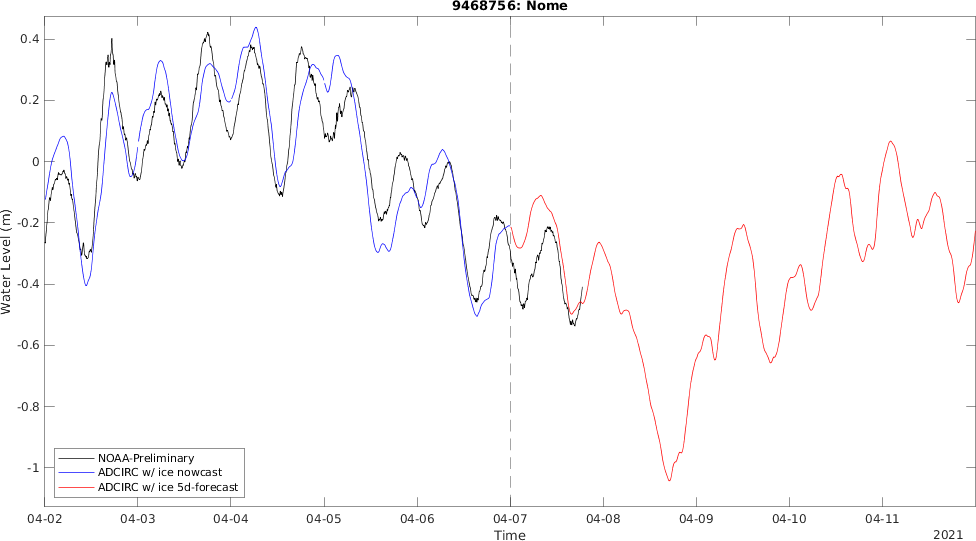 9468756: Nome
0.4
0.2
0
-0.2
-0.4
-0.6
-0.8
-1
Water Level (m)
NOAA-Preliminary
ADCIRC w/ ice nowcast
ADCIRC w/ ice 5d-forecast
04-02 04-03 04-04 04-05 04-06 04-07 04-08 04-09 04-10 04-11
Time
2021